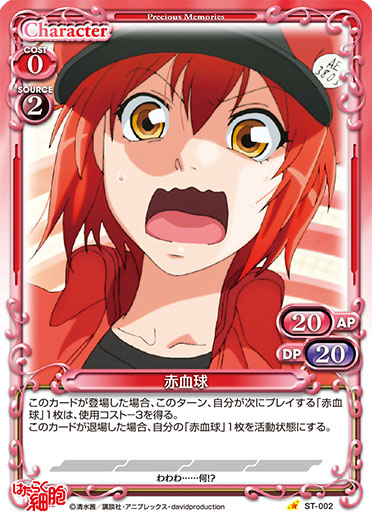 Precious Memories
Character
COST
0
SOURCE
2
AE
3803
20 AP
DP 20
赤血球
このカードが登場した場合、このターン、自分が次にプレイする「赤血
球」1枚は、使用コスト−3を得る。
このカードが退場した場合、自分の「赤血球」1枚を活動状態にする。
わわわ……何!?
はたらく細胞
©清水茜/講談社・アニプレックス・davidproduction
ST-002